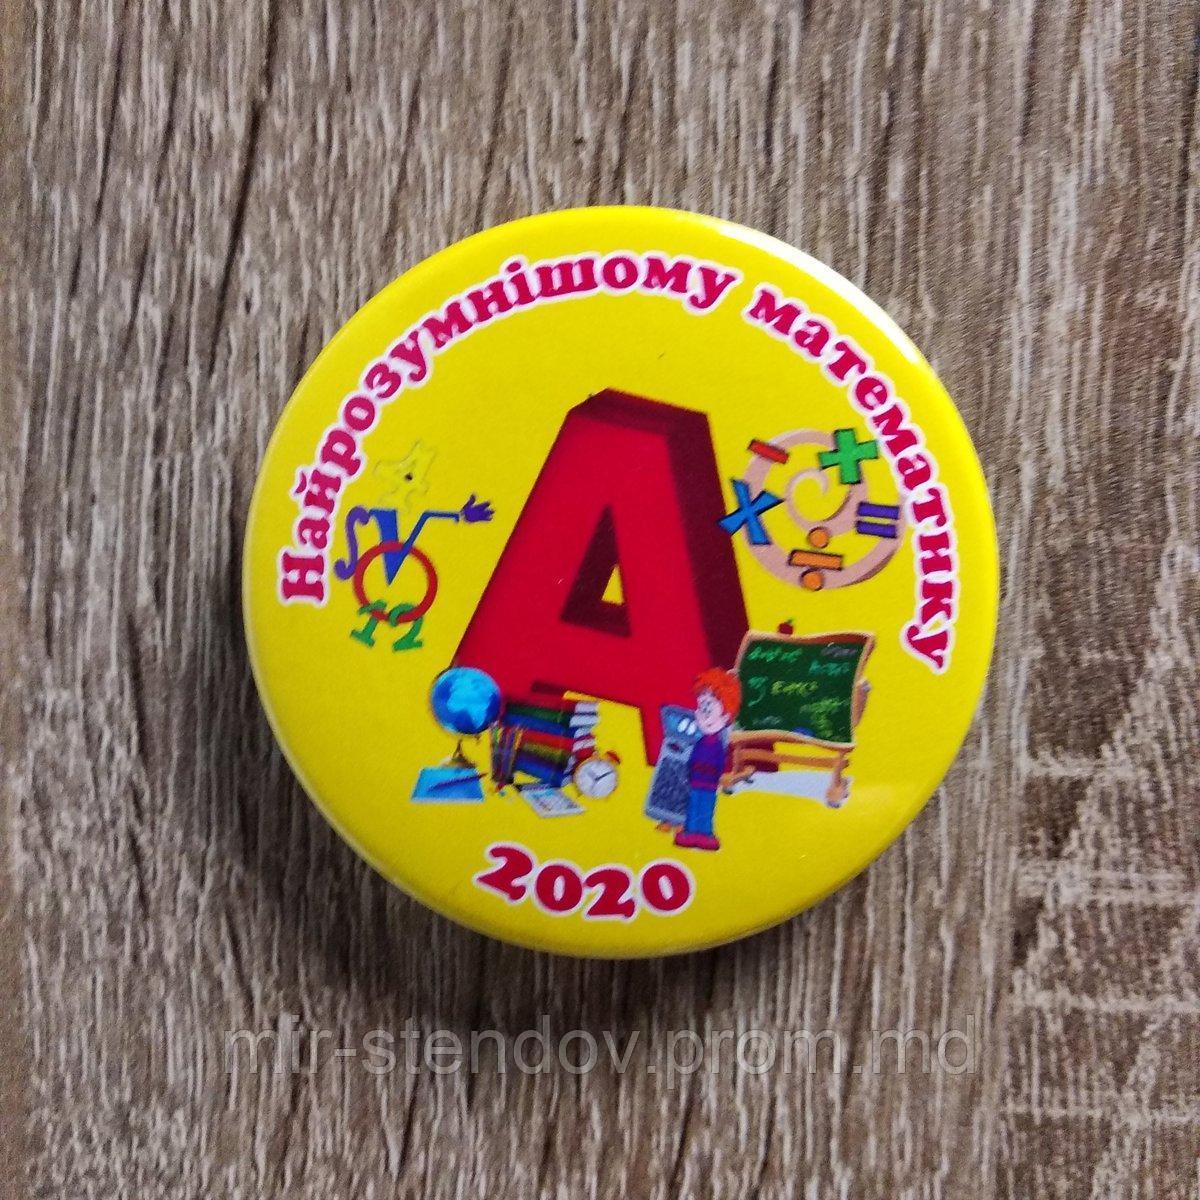 Найрозумнішому математику
А
2020
mir-stendov.prom.md